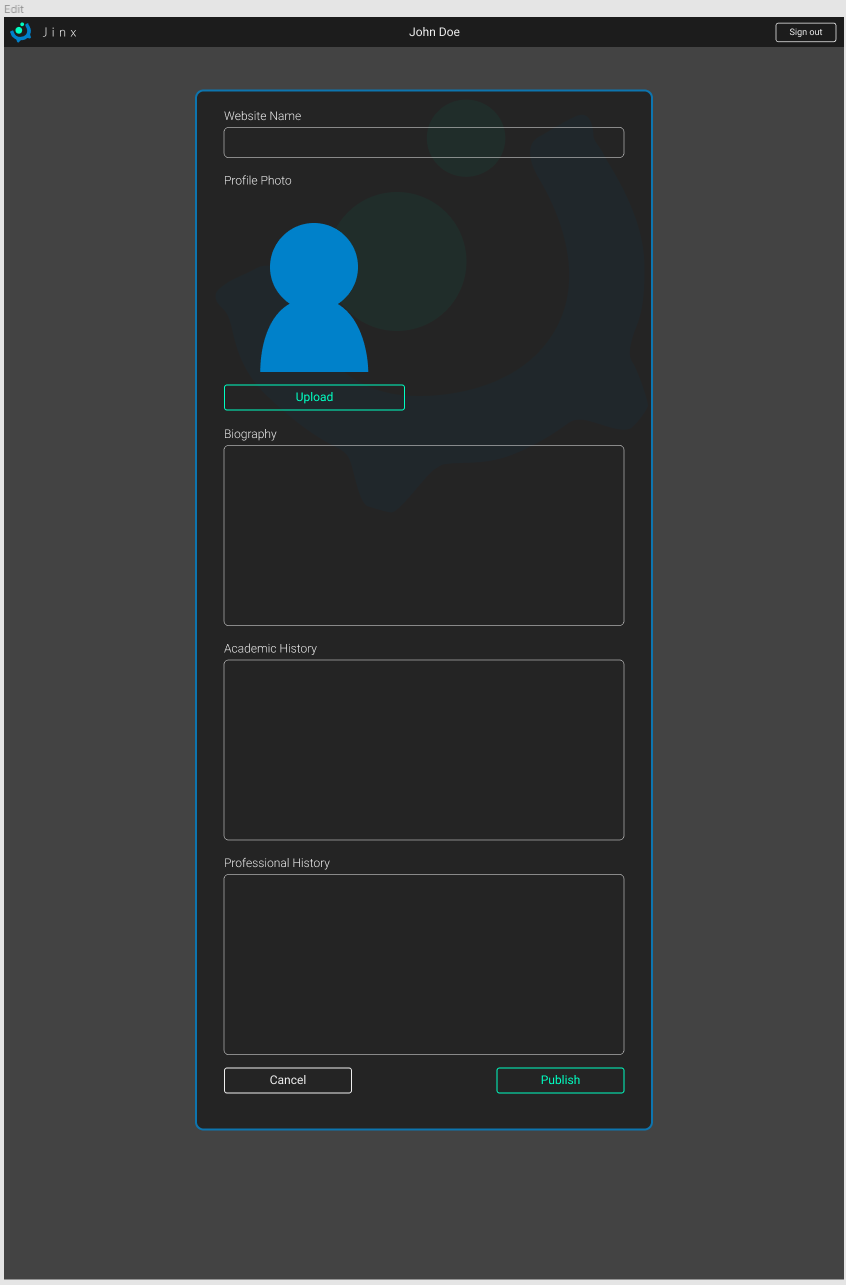 Edit
Jinx
John Doe
Sign out
Website Name
Profile Photo
Upload
Biography
Academic History
Professional History
Cancel
Publish